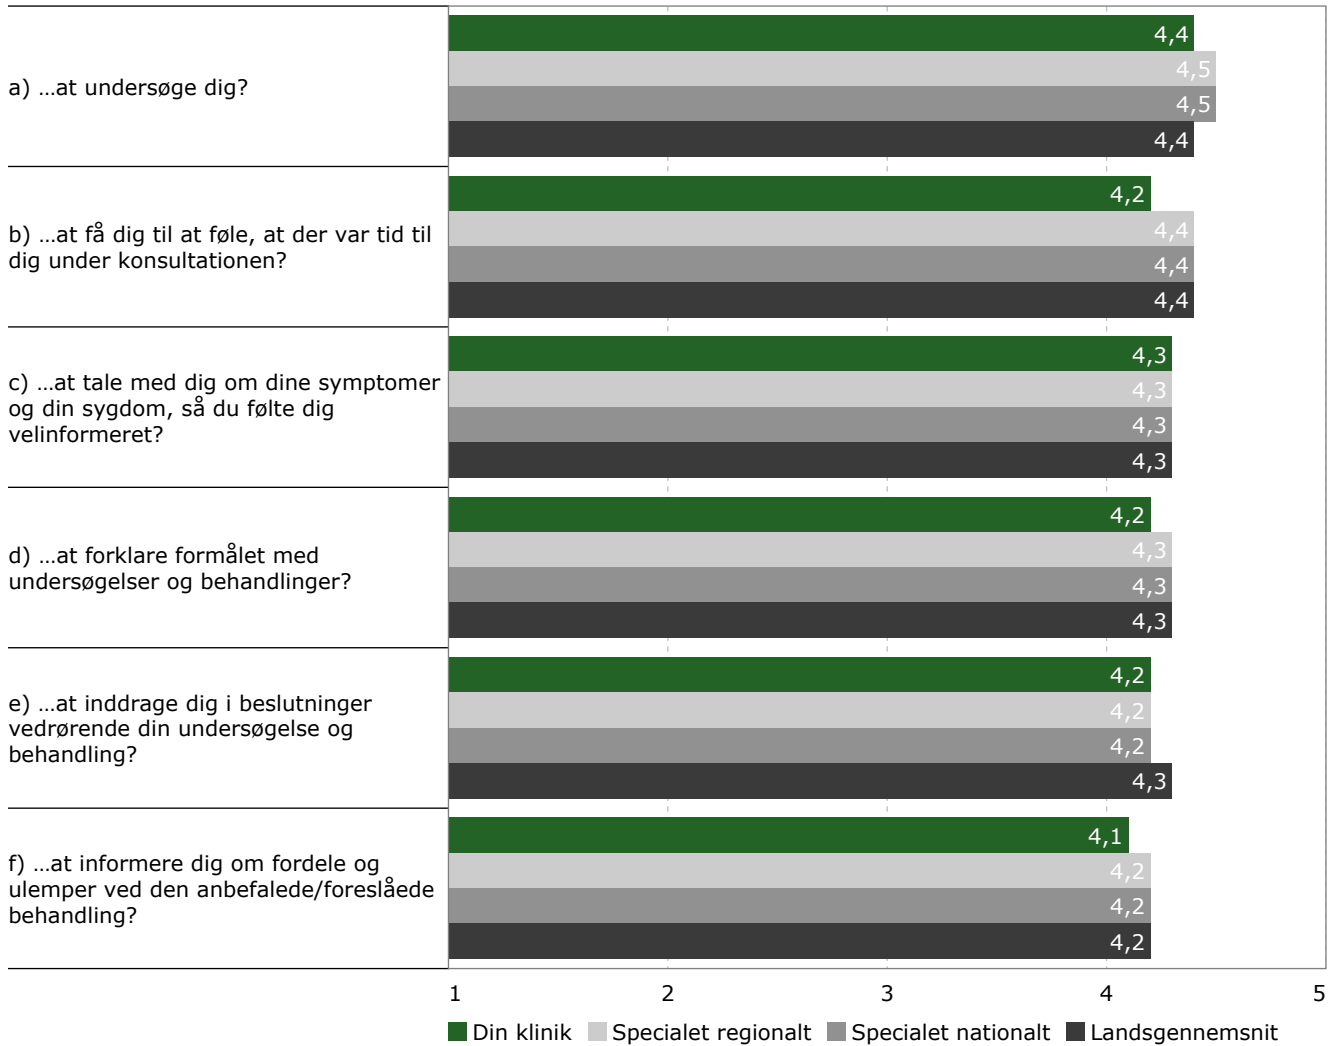 a) …at undersøge dig?
4,4
4,5
4,5
4,4
b) …at få dig til at føle, at der var tid til
dig under konsultationen?
4,2
4,4
4,4
4,4
c) …at tale med dig om dine symptomer
og din sygdom, så du følte dig
velinformeret?
4,3
4,3
4,3
4,3
d) …at forklare formålet med
undersøgelser og behandlinger?
4,2
4,3
4,3
4,3
e) …at inddrage dig i beslutninger
vedrørende din undersøgelse og
behandling?
4,2
4,2
4,2
4,3
f) …at informere dig om fordele og
ulemper ved den anbefalede/foreslåede
behandling?
4,1
4,2
4,2
4,2
1 2 3 4 5
Din klinik Specialet regionalt Specialet nationalt Landsgennemsnit